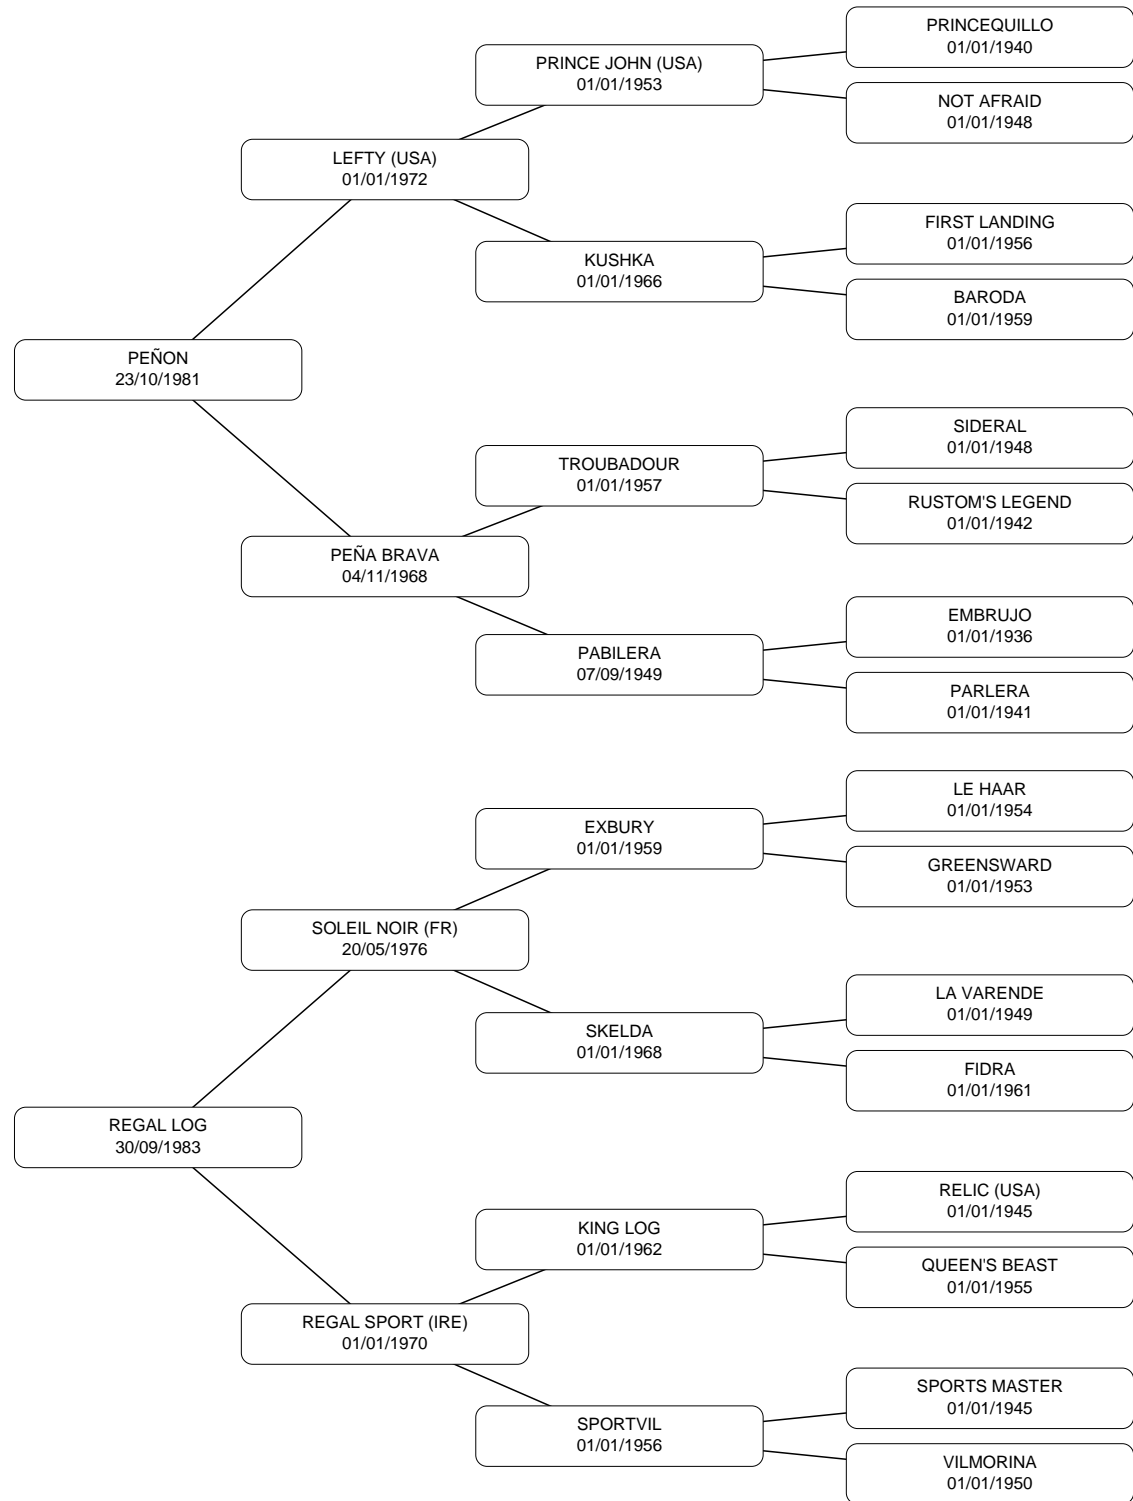 PRINCEQUILLO
01/01/1940
PRINCE JOHN (USA)
01/01/1953
NOT AFRAID
01/01/1948
LEFTY (USA)
01/01/1972
FIRST LANDING
01/01/1956
KUSHKA
01/01/1966
BARODA
01/01/1959
PEÑON
23/10/1981
SIDERAL
01/01/1948
TROUBADOUR
01/01/1957
RUSTOM'S LEGEND
01/01/1942
PEÑA BRAVA
04/11/1968
EMBRUJO
01/01/1936
PABILERA
07/09/1949
PARLERA
01/01/1941
LE HAAR
01/01/1954
EXBURY
01/01/1959
GREENSWARD
01/01/1953
SOLEIL NOIR (FR)
20/05/1976
LA VARENDE
01/01/1949
SKELDA
01/01/1968
FIDRA
01/01/1961
REGAL LOG
30/09/1983
RELIC (USA)
01/01/1945
KING LOG
01/01/1962
QUEEN'S BEAST
01/01/1955
REGAL SPORT (IRE)
01/01/1970
SPORTS MASTER
01/01/1945
SPORTVIL
01/01/1956
VILMORINA
01/01/1950